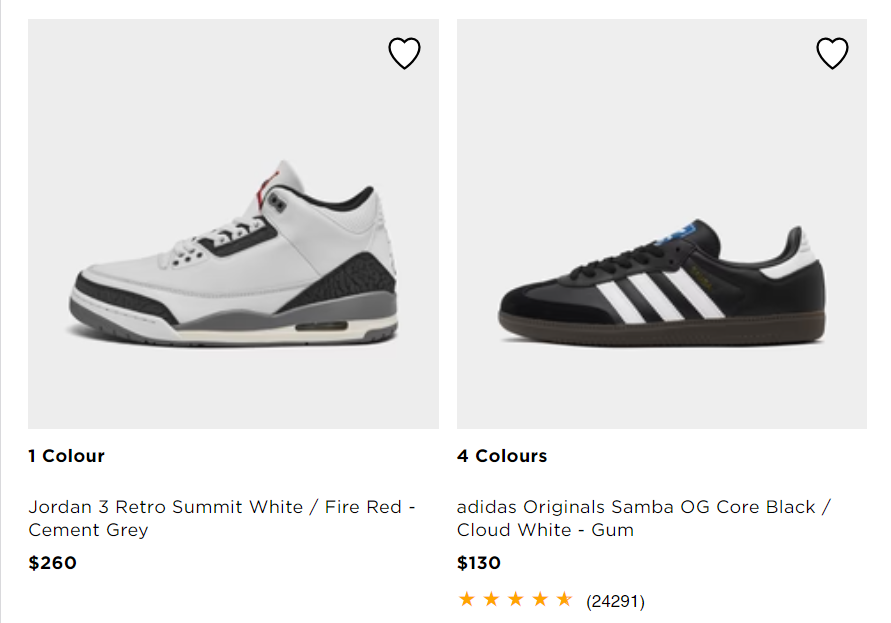 1 Colour
Jordan 3 Retro Summit White / Fire Red -
Cement Grey
$260
4 Colours
adidas Originals Samba OG Core Black /
Cloud White - Gum
$130
(24291)